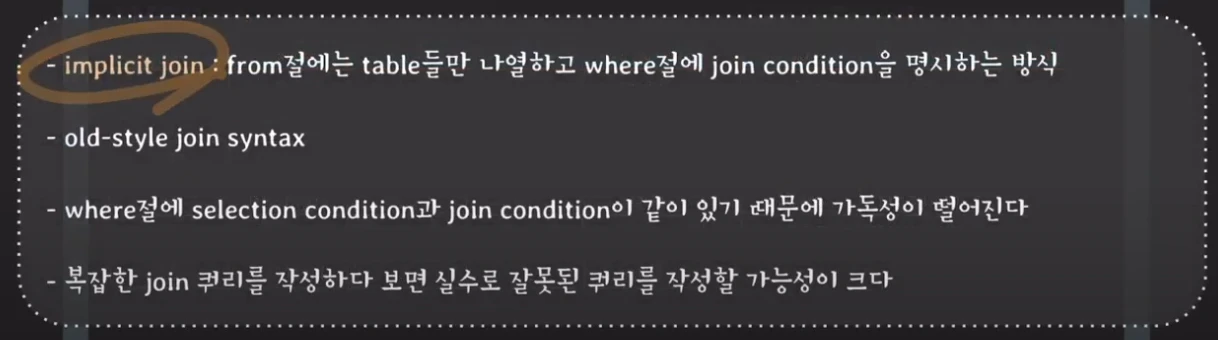 - implicit join : from절에는 table들만 나열하고 where절에 join condition을 명시하는 방식
- old-style join syntax
- where절에 selection condition과 join condition이 같이 있기 때문에 가독성이 떨어진다
- 복잡한 join 쿼리를 작성하다 보면 실수로 잘못된 쿼리를 작성할 가능성이 크다